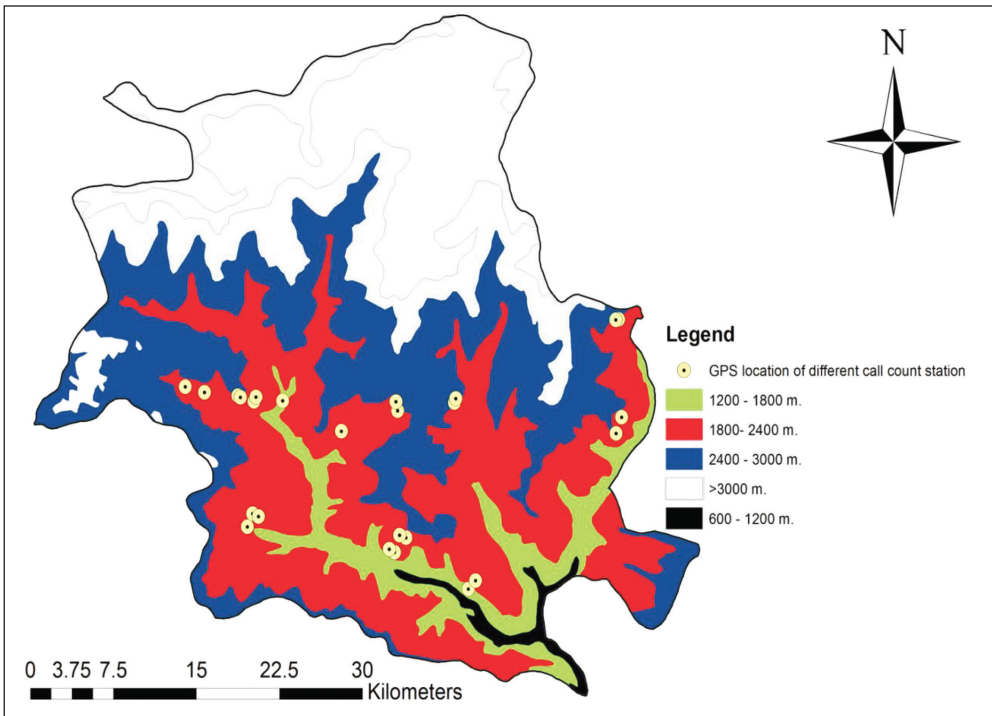 N
Legend
GPS location of different call count station
1200 - 1800 m.
1800- 2400 m.
2400 - 3000 m.
>3000 m.
600 - 1200 m.
0 3.75 7.5 15 22.5 30
Kilometers